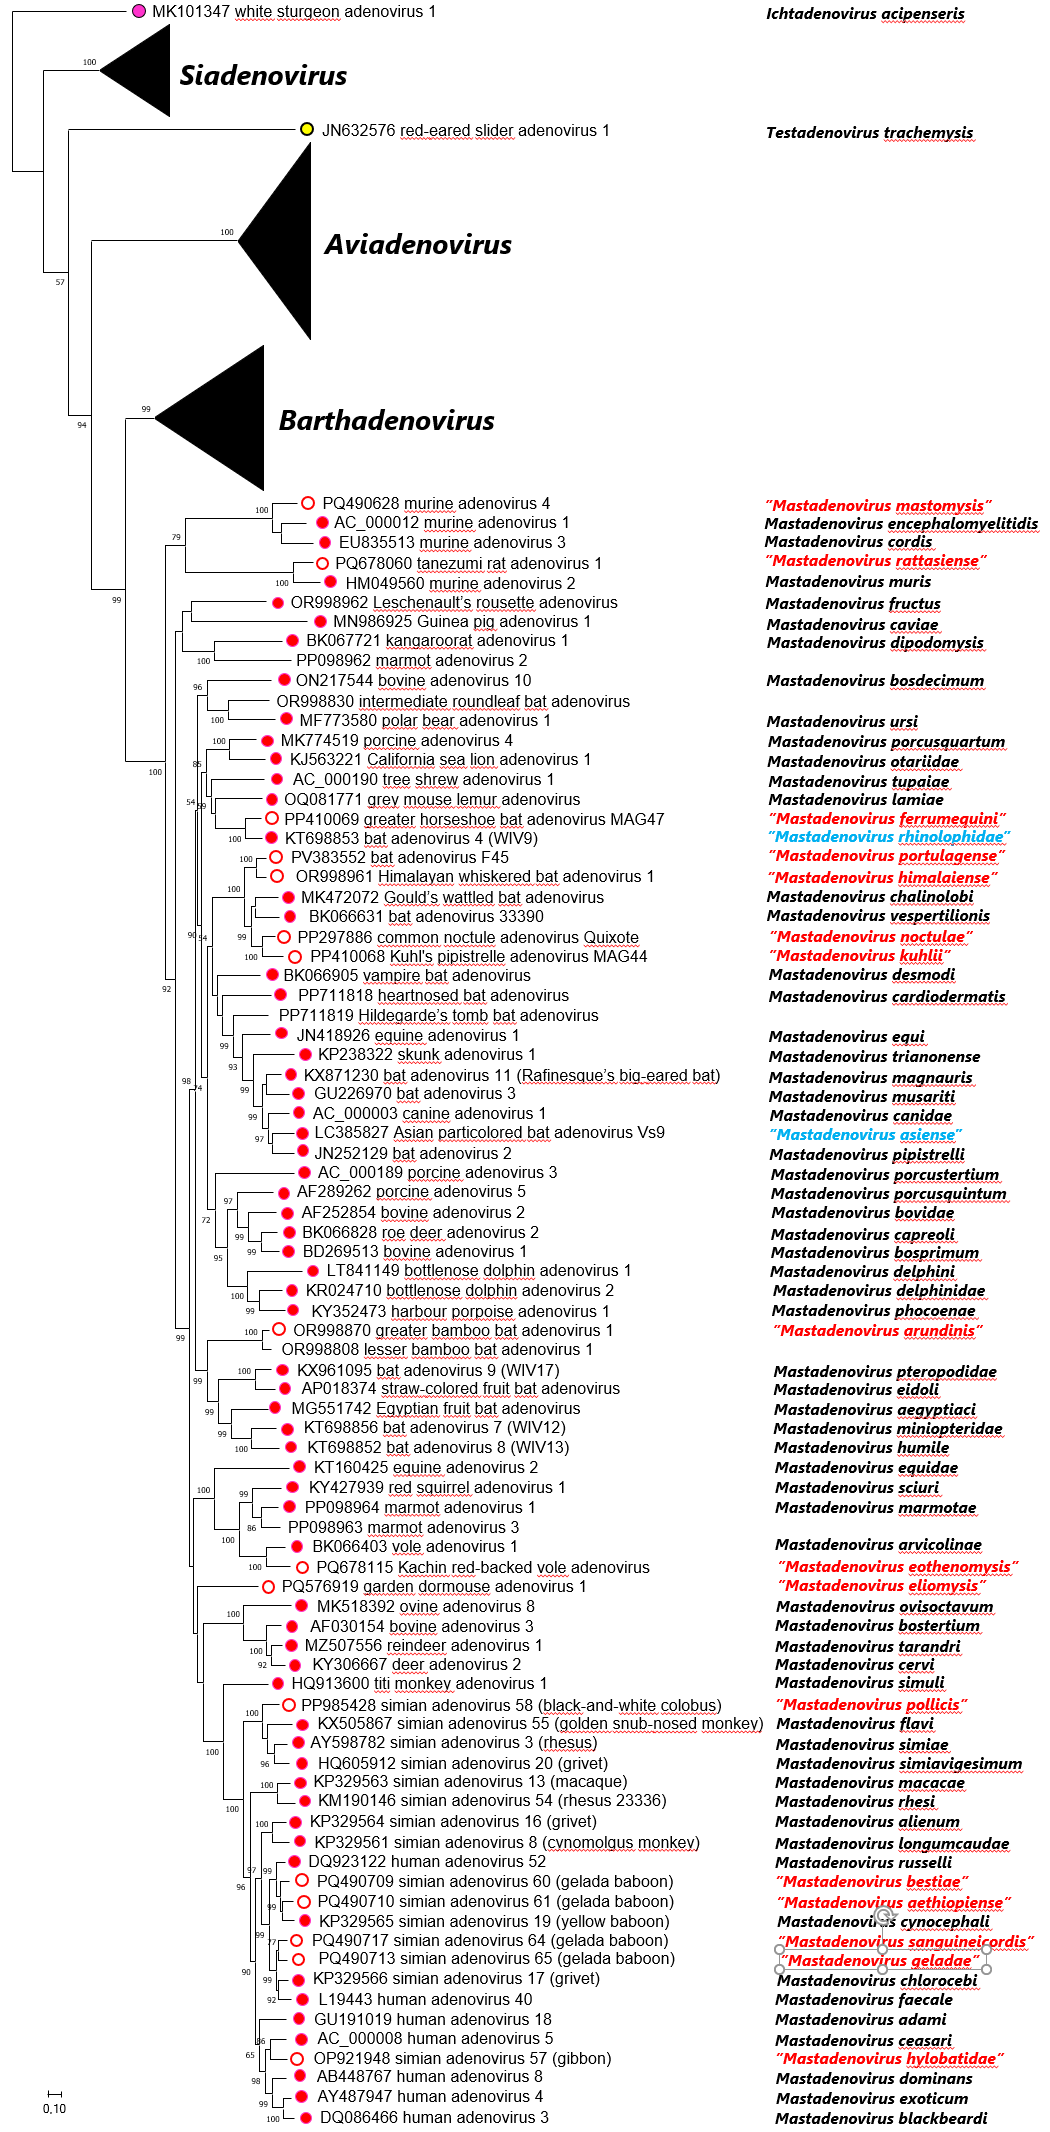 MK101347 white sturgeon adenovirus 1 Ichtadenovirus acipenseris
100
Siadenovirus
JN632576 red-eared slider adenovirus 1 Testadenovirus trachemysis
100
Aviadenovirus
57
99
Barthadenovirus
94
PQ490628 murine adenovirus 4 "Mastadenovirus mastomysis"
100
AC_000012 murine adenovirus 1 Mastadenovirus encephalomyelitidis
79
EU835513 murine adenovirus 3 Mastadenovirus cordis
PQ678060 tanezumi rat adenovirus 1 "Mastadenovirus rattasiense"
100
HM049560 murine adenovirus 2 Mastadenovirus muris
99
OR998962 Leschenault's rousette adenovirus Mastadenovirus fructus
MN986925 Guinea pig adenovirus 1 Mastadenovirus caviae
BK067721 kangaroorat adenovirus 1 Mastadenovirus dipodomysis
100
PP098962 marmot adenovirus 2
96
ON217544 bovine adenovirus 10 Mastadenovirus bosdecimum
OR998830 intermediate roundleaf bat adenovirus
100
MF773580 polar bear adenovirus 1 Mastadenovirus ursi
100
MK774519 porcine adenovirus 4 Mastadenovirus porcusquartum
85
KJ563221 California sea lion adenovirus 1 Mastadenovirus otariidae
100
AC_000190 tree shrew adenovirus 1 Mastadenovirus tupaiae
54
59
OQ081771 grey mouse lemur adenovirus Mastadenovirus lamiae
PP410069 greater horseshoe bat adenovirus MAG47 "Mastadenovirus ferrumequini"
100
KT698853 bat adenovirus 4 (WIV9) "Mastadenovirus rhinolophidae"
100
PV383552 bat adenovirus F45 "Mastadenovirus portulagense"
100
OR998961 Himalayan whiskered bat adenovirus 1 "Mastadenovirus himalaiense"
MK472072 Gould's wattled bat adenovirus Mastadenovirus chalinolobi
BK066631 bat adenovirus 33390 Mastadenovirus vespertilionis
90
54
99
PP297886 common noctule adenovirus Quixote "Mastadenovirus noctulae"
100
PP410068 Kuhl's pipistrelle adenovirus MAG44 "Mastadenovirus kuhlii"
BK066905 vampire bat adenovirus Mastadenovirus desmodi
92
PP711818 heartnosed bat adenovirus Mastadenovirus cardiodermatis
PP711819 Hildegarde's tomb bat adenovirus
99
JN418926 equine adenovirus 1 Mastadenovirus equi
93
KP238322 skunk adenovirus 1 Mastadenovirus trianonense
99
KX871230 bat adenovirus 11 (Rafinesque's big-eared bat) Mastadenovirus magnauris
98
74
GU226970 bat adenovirus 3 Mastadenovirus musariti
99
AC_000003 canine adenovirus 1 Mastadenovirus canidae
97
LC385827 Asian particolored bat adenovirus Vs9 "Mastadenovirus asiense"
JN252129 bat adenovirus 2 Mastadenovirus pipistrelli
AC_000189 porcine adenovirus 3 Mastadenovirus porcustertium
97
AF289262 porcine adenovirus 5 Mastadenovirus porcusquintum
72
AF252854 bovine adenovirus 2 Mastadenovirus bovidae
99
BK066828 roe deer adenovirus 2 Mastadenovirus capreoli
95
99
BD269513 bovine adenovirus 1 Mastadenovirus bosprimum
LT841149 bottlenose dolphin adenovirus 1 Mastadenovirus delphini
100
KR024710 bottlenose dolphin adenovirus 2 Mastadenovirus delphinidae
99
KY352473 harbour porpoise adenovirus 1 Mastadenovirus phocoenae
99
100
OR998870 greater bamboo bat adenovirus 1 "Mastadenovirus arundinis"
OR998808 lesser bamboo bat adenovirus 1
99
100
KX961095 bat adenovirus 9 (WIV17) Mastadenovirus pteropodidae
AP018374 straw-colored fruit bat adenovirus Mastadenovirus eidoli
99
MG551742 Egyptian fruit bat adenovirus Mastadenovirus aegyptiaci
99
KT698856 bat adenovirus 7 (WIV12) Mastadenovirus miniopteridae
100
KT698852 bat adenovirus 8 (WIV13) Mastadenovirus humile
KT160425 equine adenovirus 2 Mastadenovirus equidae
100
99
KY427939 red squirrel adenovirus 1 Mastadenovirus sciuri
PP098964 marmot adenovirus 1 Mastadenovirus marmotae
86
PP098963 marmot adenovirus 3
100
BK066403 vole adenovirus 1 Mastadenovirus arvicolinae
100
PQ678115 Kachin red-backed vole adenovirus "Mastadenovirus eothenomysis"
PQ576919 garden dormouse adenovirus 1 "Mastadenovirus eliomysis"
100
MK518392 ovine adenovirus 8 Mastadenovirus ovisoctavum
AF030154 bovine adenovirus 3 Mastadenovirus bostertium
100
MZ507556 reindeer adenovirus 1 Mastadenovirus tarandri
92
KY306667 deer adenovirus 2 Mastadenovirus cervi
HQ913600 titi monkey adenovirus 1 Mastadenovirus simuli
PP985428 simian adenovirus 58 (black-and-white colobus) "Mastadenovirus pollicis"
100
KX505867 simian adenovirus 55 (golden snub-nosed monkey) Mastadenovirus flavi
100
AY598782 simian adenovirus 3 (rhesus) Mastadenovirus simiae
96
HQ605912 simian adenovirus 20 (grivet) Mastadenovirus simiavigesimum
100
KP329563 simian adenovirus 13 (macaque) Mastadenovirus macacae
100
KM190146 simian adenovirus 54 (rhesus 23336) Mastadenovirus rhesi
100
KP329564 simian adenovirus 16 (grivet) Mastadenovirus alienum
KP329561 simian adenovirus 8 (cynomolgus monkey) Mastadenovirus longumcaudae
97
99
DQ923122 human adenovirus 52 Mastadenovirus russelli
96
PQ490709 simian adenovirus 60 (gelada baboon) "Mastadenovirus bestiae"
99
PQ490710 simian adenovirus 61 (gelada baboon) "Mastadenovirus aethiopiense"
KP329565 simian adenovirus 19 (yellow baboon) Mastadenovirus cynocephali
99
77
PQ490717 simian adenovirus 64 (gelada baboon) "Mastadenovirus sanguineicordis"
PQ490713 simian adenovirus 65 (gelada baboon) "Mastadenovirus geladae"
90
99
KP329566 simian adenovirus 17 (grivet) Mastadenovirus chlorocebi
92
L19443 human adenovirus 40 Mastadenovirus faecale
GU191019 human adenovirus 18 Mastadenovirus adami
AC_000008 human adenovirus 5 Mastadenovirus ceasari
65
OP921948 simian adenovirus 57 (gibbon) "Mastadenovirus hylobatidae"
98
AB448767 human adenovirus 8 Mastadenovirus dominans
99
AY487947 human adenovirus 4 Mastadenovirus exoticum
100
DQ086466 human adenovirus 3 Mastadenovirus blackbeardi
0,10